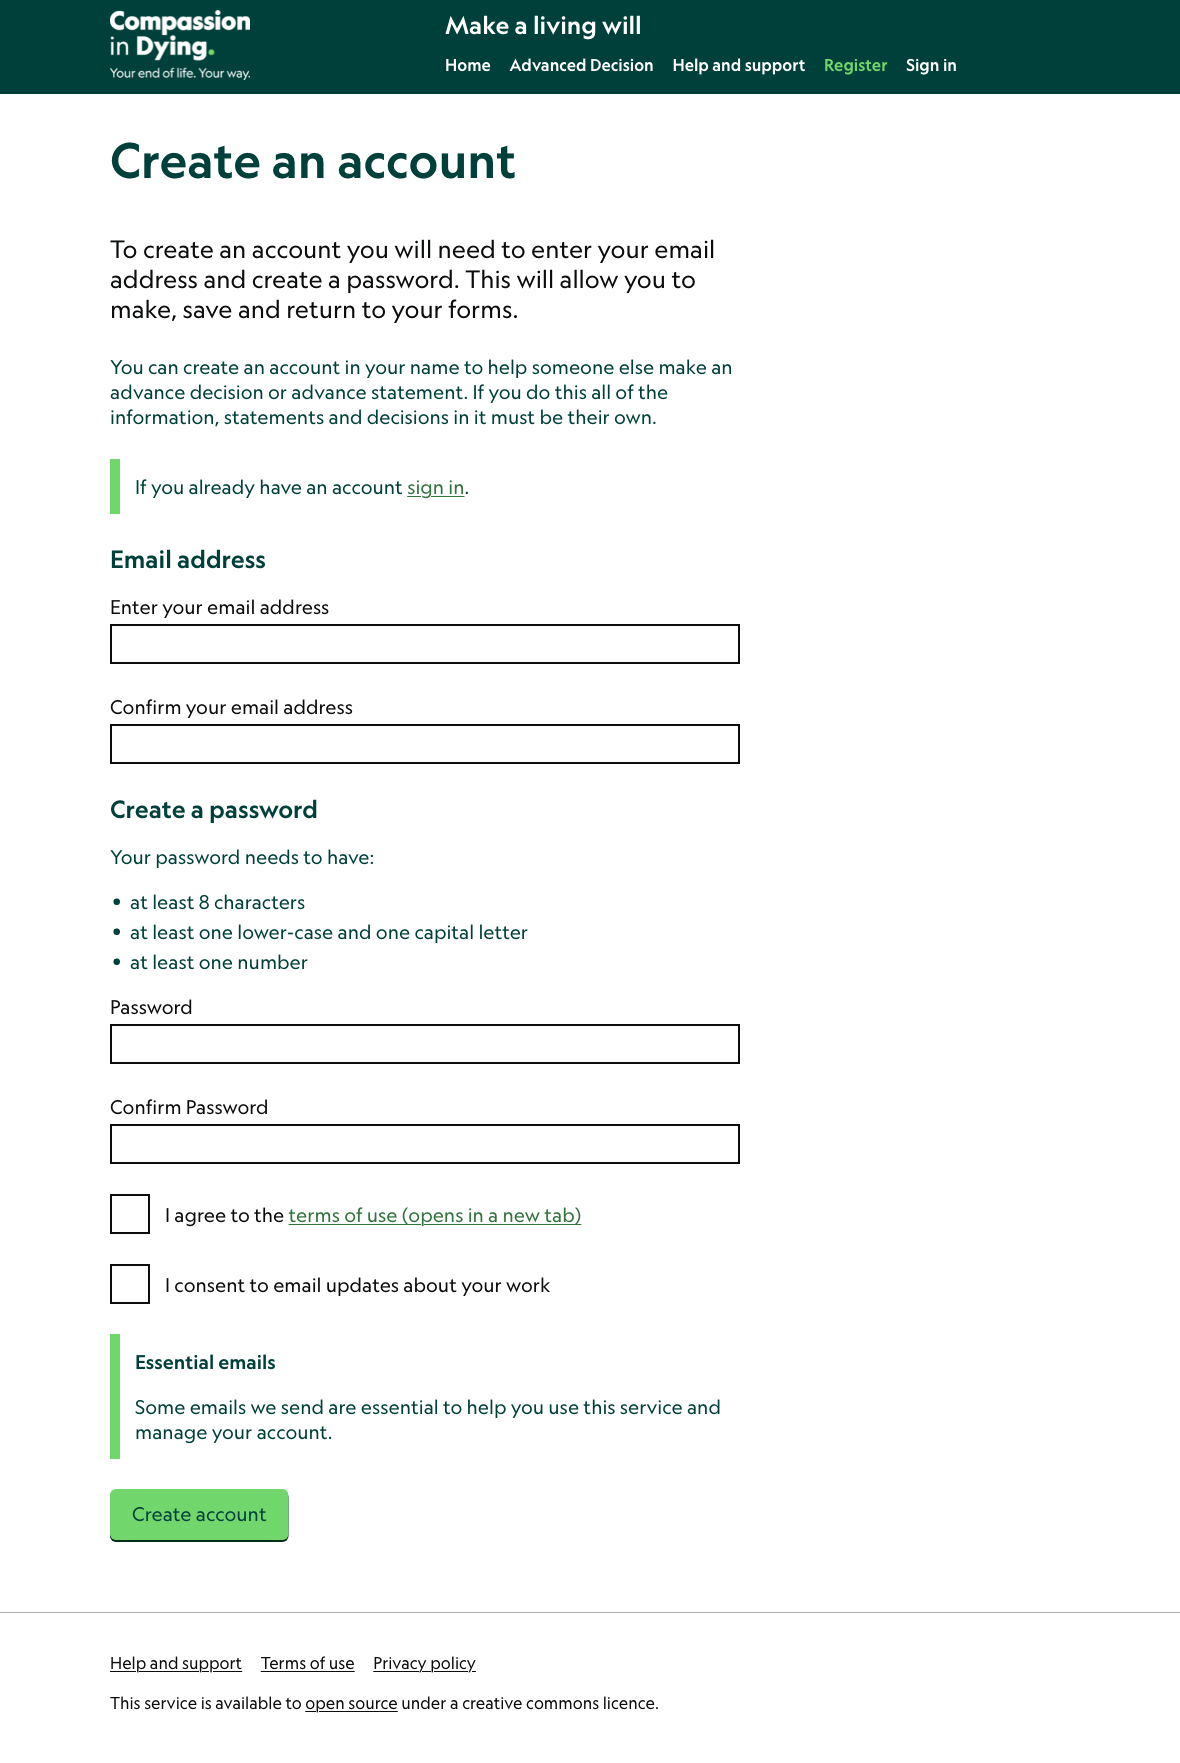 Compassion
in Dying.
Your end of life. Your way.
Make a living will
Home Advanced Decision Help and support Register Sign in
Create an account
To create an account you will need to enter your email
address and create a password. This will allow you to
make, save and return to your forms.
You can create an account in your name to help someone else make an
advance decision or advance statement. If you do this all of the
information, statements and decisions in it must be their own.
If you already have an account sign in.
Email address
Enter your email address
Confirm your email address
Create a password
Your password needs to have:
• at least 8 characters
• at least one lower-case and one capital letter
• at least one number
Password
Confirm Password
I agree to the terms of use (opens in a new tab)
I consent to email updates about your work
Essential emails
Some emails we send are essential to help you use this service and
manage your account.
Create account
Help and support Terms of use Privacy policy
This service is available to open source under a creative commons licence.